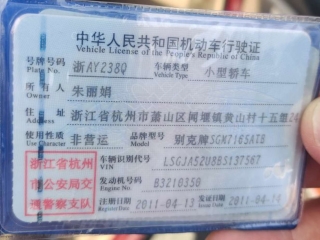 中华人民共和国机动车行驶证
Vehicle License of the People's Republic of China
号牌号码 浙AY238Q 车辆类型 小型轿车
Plate No. Vehicle Type
所有人 朱丽娟
Owner
住址 浙江省杭州市萧山区闻堰镇黄山村十五组24
Address
使用性质 非营运 品牌型号 别克牌SGM7165ATB
Use Character Model
浙江省杭州 车辆识别代号 LSGJA52U8BS137567
VIN
市公安局交 发动机号码 B3210350
Engine No.
通警察支队 注册日期 2011-04-13 发证日期 2011-04-14
Register Date Issue Date